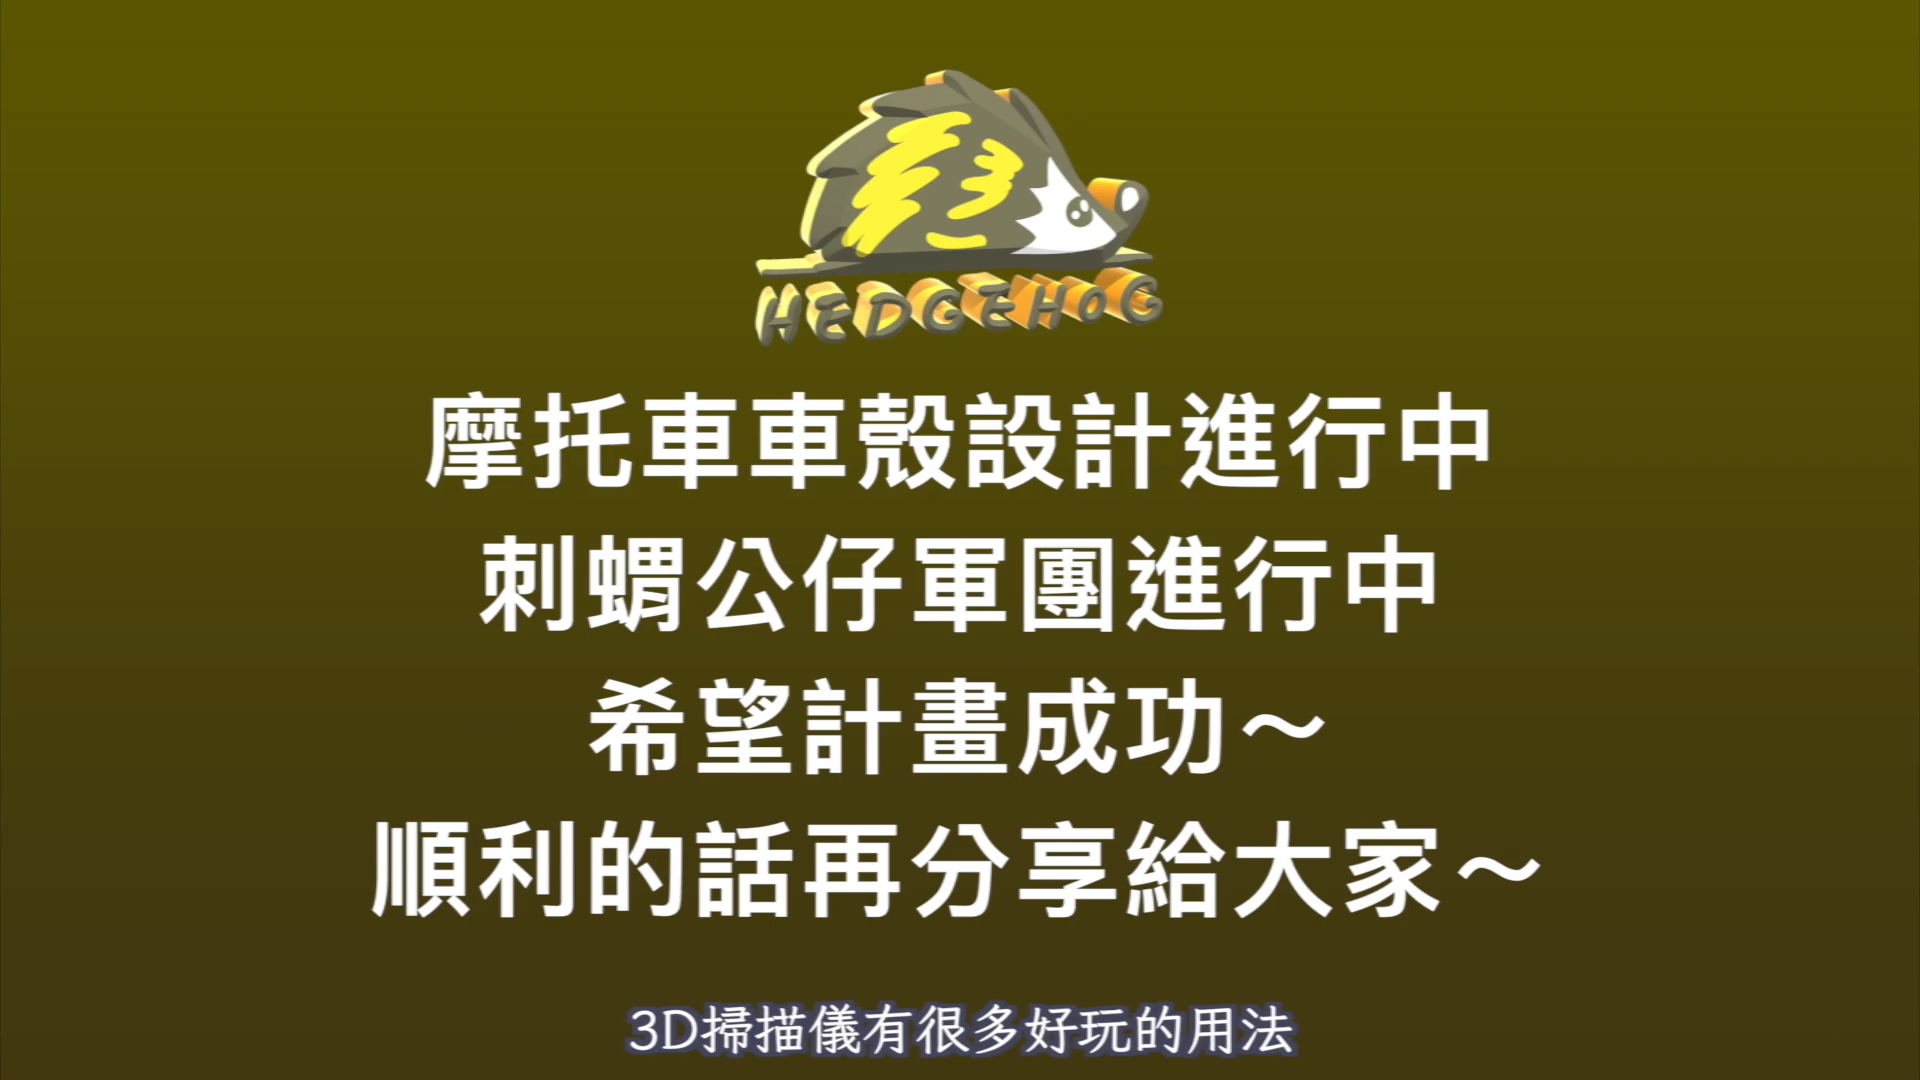 HEDGEHOG
摩托車車殼設計進行中
刺蝟公仔軍團進行中
希望計畫成功～
順利的話再分享給大家～
3D掃描儀有很多好玩的用法